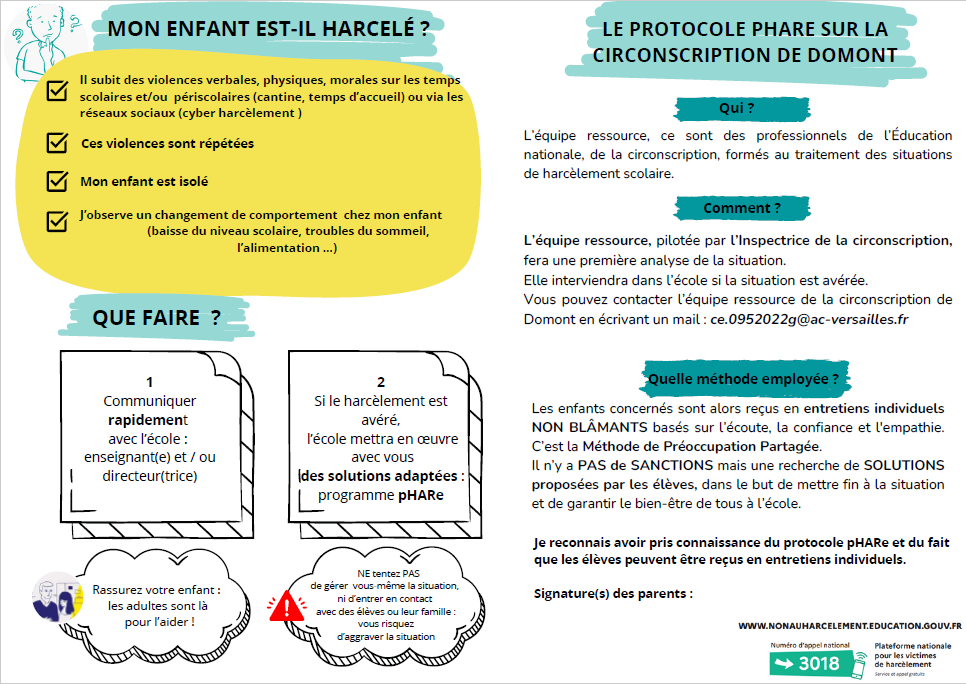 MON ENFANT EST-IL HARCELÉ ?
Il subit des violences verbales, physiques, morales sur les temps
scolaires et/ou périscolaires (cantine, temps d'accueil) ou via les
réseaux sociaux (cyber harcèlement )
Ces violences sont répétées
Mon enfant est isolé
J'observe un changement de comportement chez mon enfant
(baisse du niveau scolaire, troubles du sommeil,
l'alimentation ...)
QUE FAIRE ?
1
Communiquer
rapidement
avec l'école :
enseignant(e) et / ou
directeur(trice)
2
Si le harcèlement est
avéré,
l'école mettra en œuvre
avec vous
des solutions adaptées :
programme pHARe
Rassurez votre enfant :
les adultes sont là
pour l'aider !
NE tentez PAS
de gérer vous-même la situation,
ni d'entrer en contact
avec des élèves ou leur famille :
vous risquez
d'aggraver la situation
LE PROTOCOLE PHARE SUR LA
CIRCONSCRIPTION DE DOMONT
Qui ?
L'équipe ressource, ce sont des professionnels de l'Éducation
nationale, de la circonscription, formés au traitement des situations
de harcèlement scolaire.
Comment ?
L'équipe ressource, pilotée par l'Inspectrice de la circonscription,
fera une première analyse de la situation.
Elle interviendra dans l'école si la situation est avérée.
Vous pouvez contacter l'équipe ressource de la circonscription de
Domont en écrivant un mail : ce.0952022g@ac-versailles.fr
Quelle méthode employée ?
Les enfants concernés sont alors reçus en entretiens individuels
NON BLÂMANTS basés sur l'écoute, la confiance et l'empathie.
C'est la Méthode de Préoccupation Partagée.
Il n'y a PAS de SANCTIONS mais une recherche de SOLUTIONS
proposées par les élèves, dans le but de mettre fin à la situation
et de garantir le bien-être de tous à l'école.
Je reconnais avoir pris connaissance du protocole pHARe et du fait
que les élèves peuvent être reçus en entretiens individuels.
Signature(s) des parents :
WWW.NONAUHARCELEMENT.EDUCATION.GOUV.FR
Numéro d'appel national
3018
Plateforme nationale
pour les victimes
de harcèlement
Service et appel gratuits